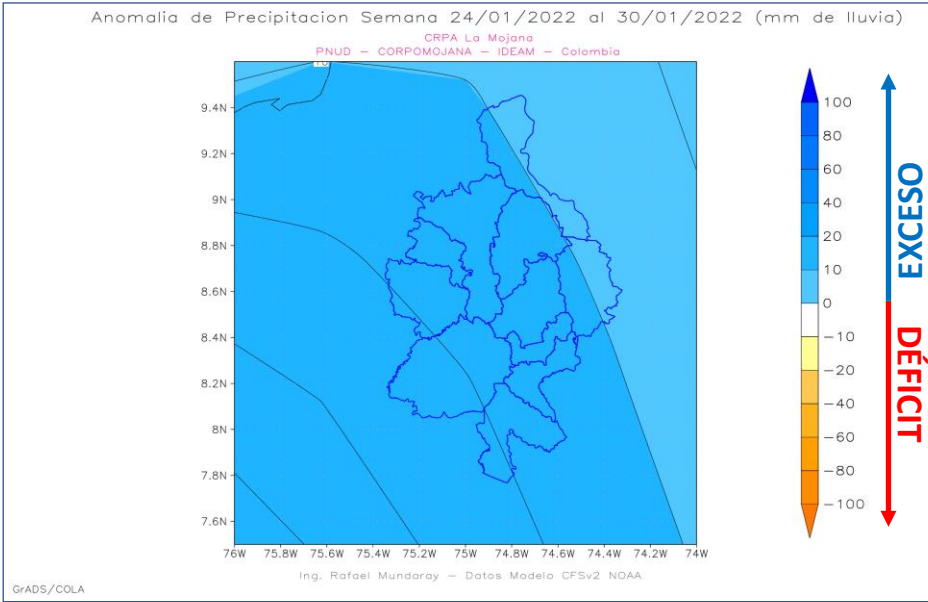 Anomalia de Precipitacion Semana 24/01/2022 al 30/01/2022 (mm de lluvia)
CRPA La Mojana
PNUD – CORPOMOJANA – IDEAM – Colombia
9.4N
9.2N
9N
8.8N
8.6N
8.4N
8.2N
8N
7.8N
7.6N
76W
75.8W
75.6W
75.4W
75.2W
75W
74.8W
74.6W
74.4W
74.2W
74W
100
80
60
40
20
10
0
−10
−20
−40
−60
−80
−100
EXCESO
DÉFICIT
Ing. Rafael Mundaray – Datos Modelo CFSv2 NOAA
GrADS/COLA